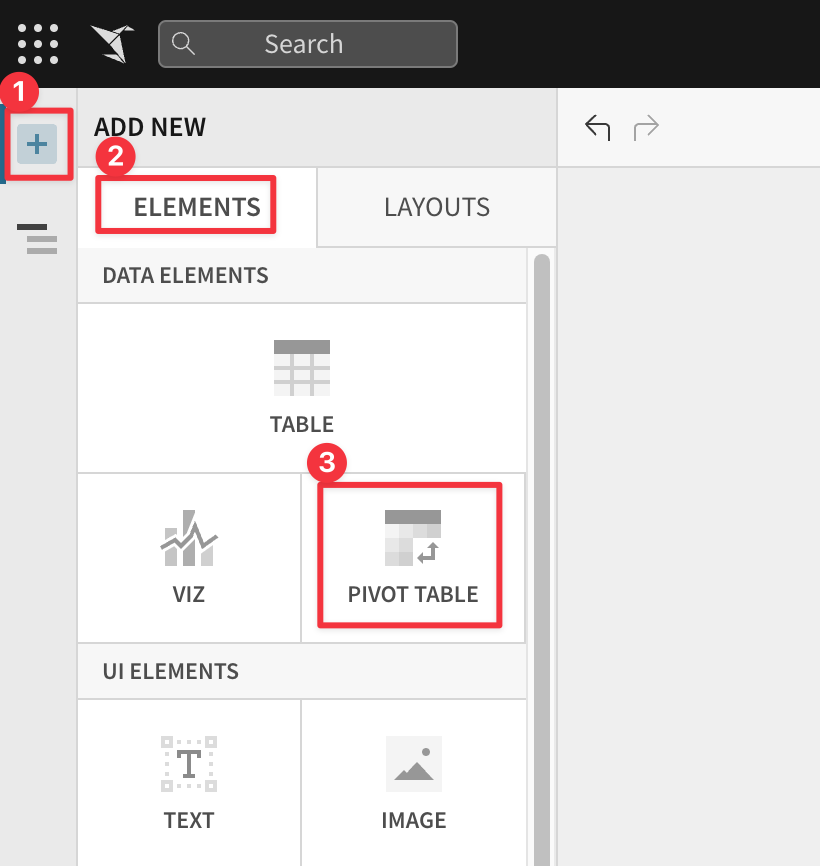 Search
1
ADD NEW
2
ELEMENTS
LAYOUTS
DATA ELEMENTS
TABLE
3
VIZ
PIVOT TABLE
UI ELEMENTS
T
TEXT
IMAGE